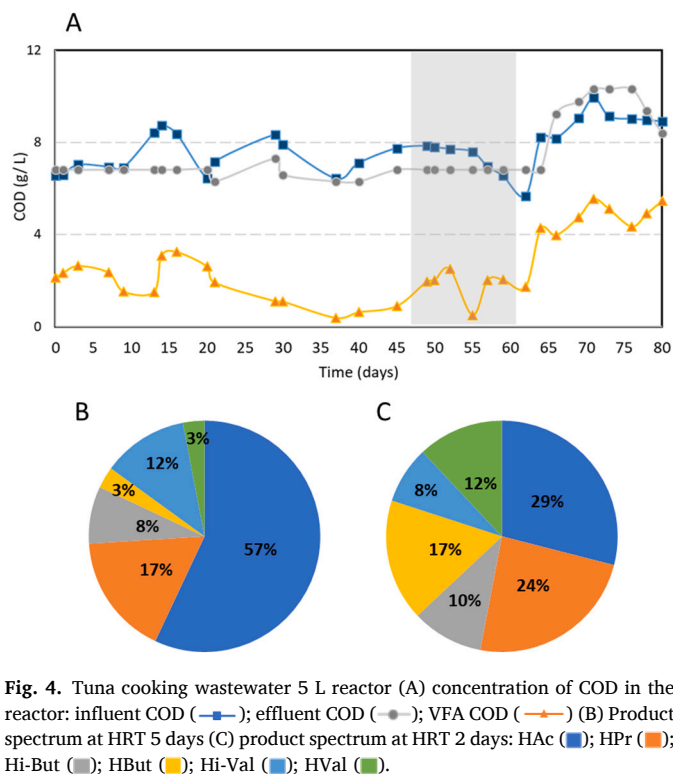 A
12
8
4
0
COD (g/ L)
0 5 10 15 20 25 30 35 40 45 50 55 60 65 70 75 80
Time (days)
B
3%
12%
3%
8%
17%
57%
C
12%
29%
8%
17%
24%
10%
Fig. 4. Tuna cooking wastewater 5 L reactor (A) concentration of COD in the
reactor: influent COD ( ); effluent COD ( ); VFA COD ( ) (B) Product
spectrum at HRT 5 days (C) product spectrum at HRT 2 days: HAc ( ); HPr ( );
Hi-But ( ); HBut ( ); Hi-Val ( ); HVal ( ).